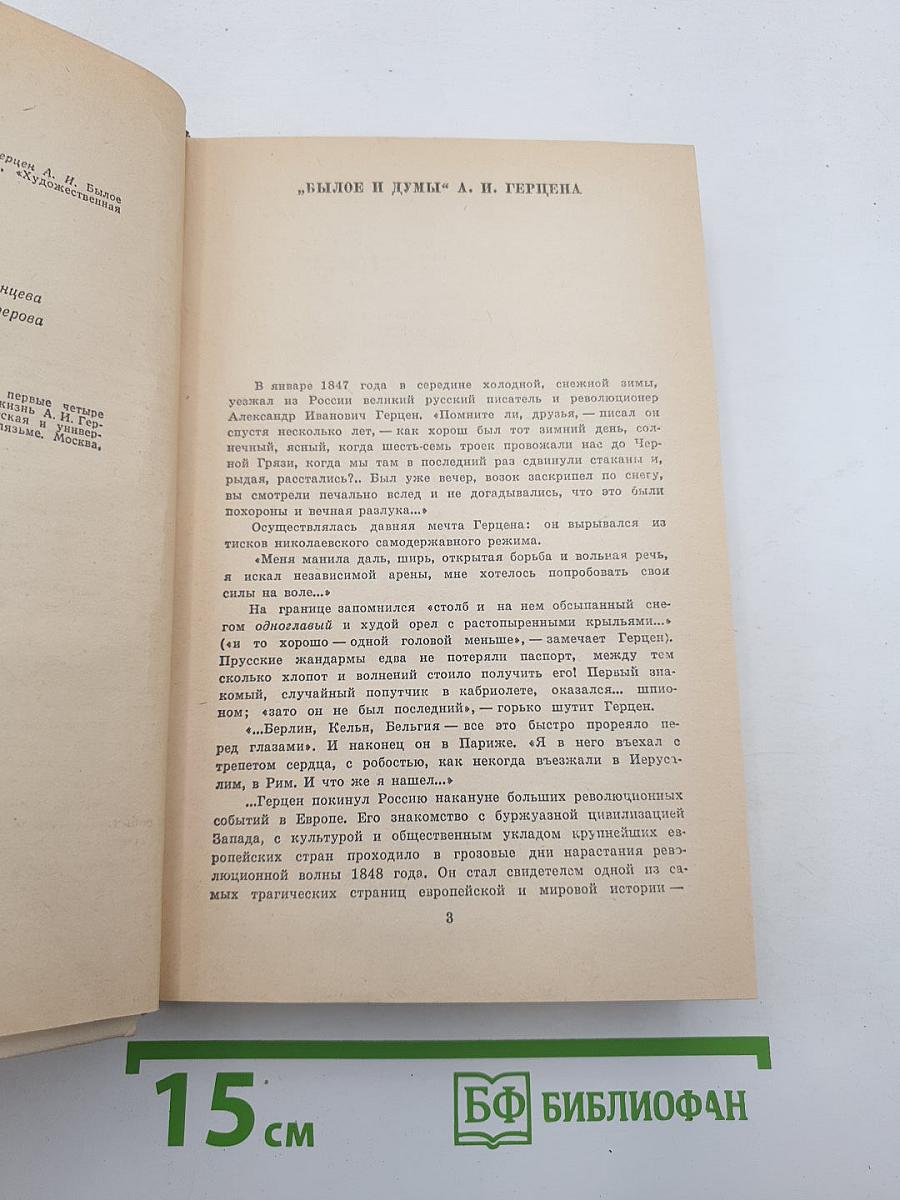 ерцен А. И. Былое
«Художественная
нцева
ерова
первые четыре
жизнь А. И. Гер-
ская и универ-
язьме. Москва,
„БЫЛОЕ И ДУМЫ“ А. И. ГЕРЦЕНА
В январе 1847 года в середине холодной, снежной зимы,
уезжал из России великий русский писатель и революционер
Александр Иванович Герцен. «Помните ли, друзья, — писал он
спустя несколько лет, — как хорош был тот зимний день, сол-
нечный, ясный, когда шесть-семь троек провожали нас до Чер-
ной Грязи, когда мы там в последний раз сдвинули стаканы и,
рыдая, расстались?.. Был уже вечер, возок заскрипел по снегу,
вы смотрели печально вслед и не догадывались, что это были
похороны и вечная разлука...»
Осуществлялась давняя мечта Герцена: он вырывался из
тисков николаевского самодержавного режима.
«Меня манила даль, ширь, открытая борьба и вольная речь,
я искал независимой арены, мне хотелось попробовать свои
силы на воле...»
На границе запомнился «столб и на нем обсыпанный сне-
гом одноглавый и худой орел с растопыренными крыльями...»
(«и то хорошо — одной головой меньше», — замечает Герцен).
Прусские жандармы едва не потеряли паспорт, между тем
сколько хлопот и волнений стоило получить его! Первый зна-
комый, случайный попутчик в кабриолете, оказался... шпио-
ном; «зато он не был последний», — горько шутит Герцен.
«...Берлин, Кельн, Бельгия — все это быстро прореяло пе-
ред глазами». И наконец он в Париже. «Я в него въехал с
трепетом сердца, с робостью, как некогда въезжали в Иеруса-
лим, в Рим. И что же я нашел...»
...Герцен покинул Россию накануне больших революционных
событий в Европе. Его знакомство с буржуазной цивилизацией
Запада, с культурой и общественным укладом крупнейших ев-
ропейских стран проходило в грозовые дни нарастания рево-
люционной волны 1848 года. Он стал свидетелем одной из са-
мых трагических страниц европейской и мировой истории —
3
15 см
БФ БИБЛИОФАН